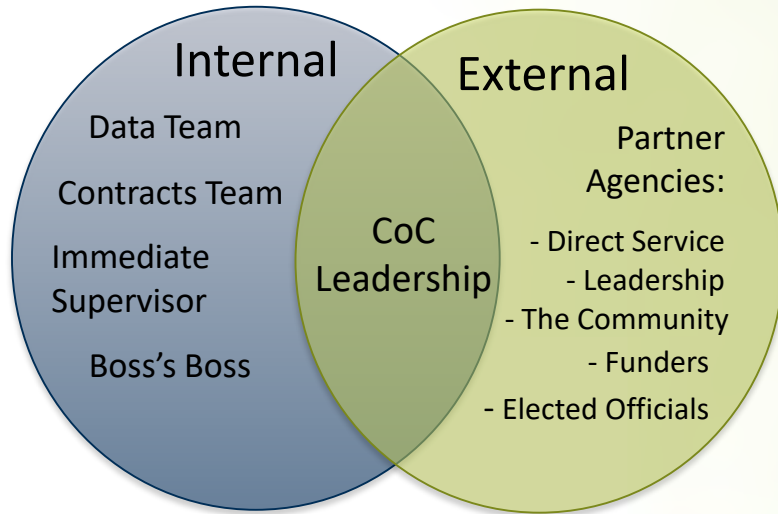 Internal
Data Team
Contracts Team
Immediate
Supervisor
Boss’s Boss
CoC
Leadership
External
Partner
Agencies:
- Direct Service
- Leadership
- The Community
- Funders
- Elected Officials